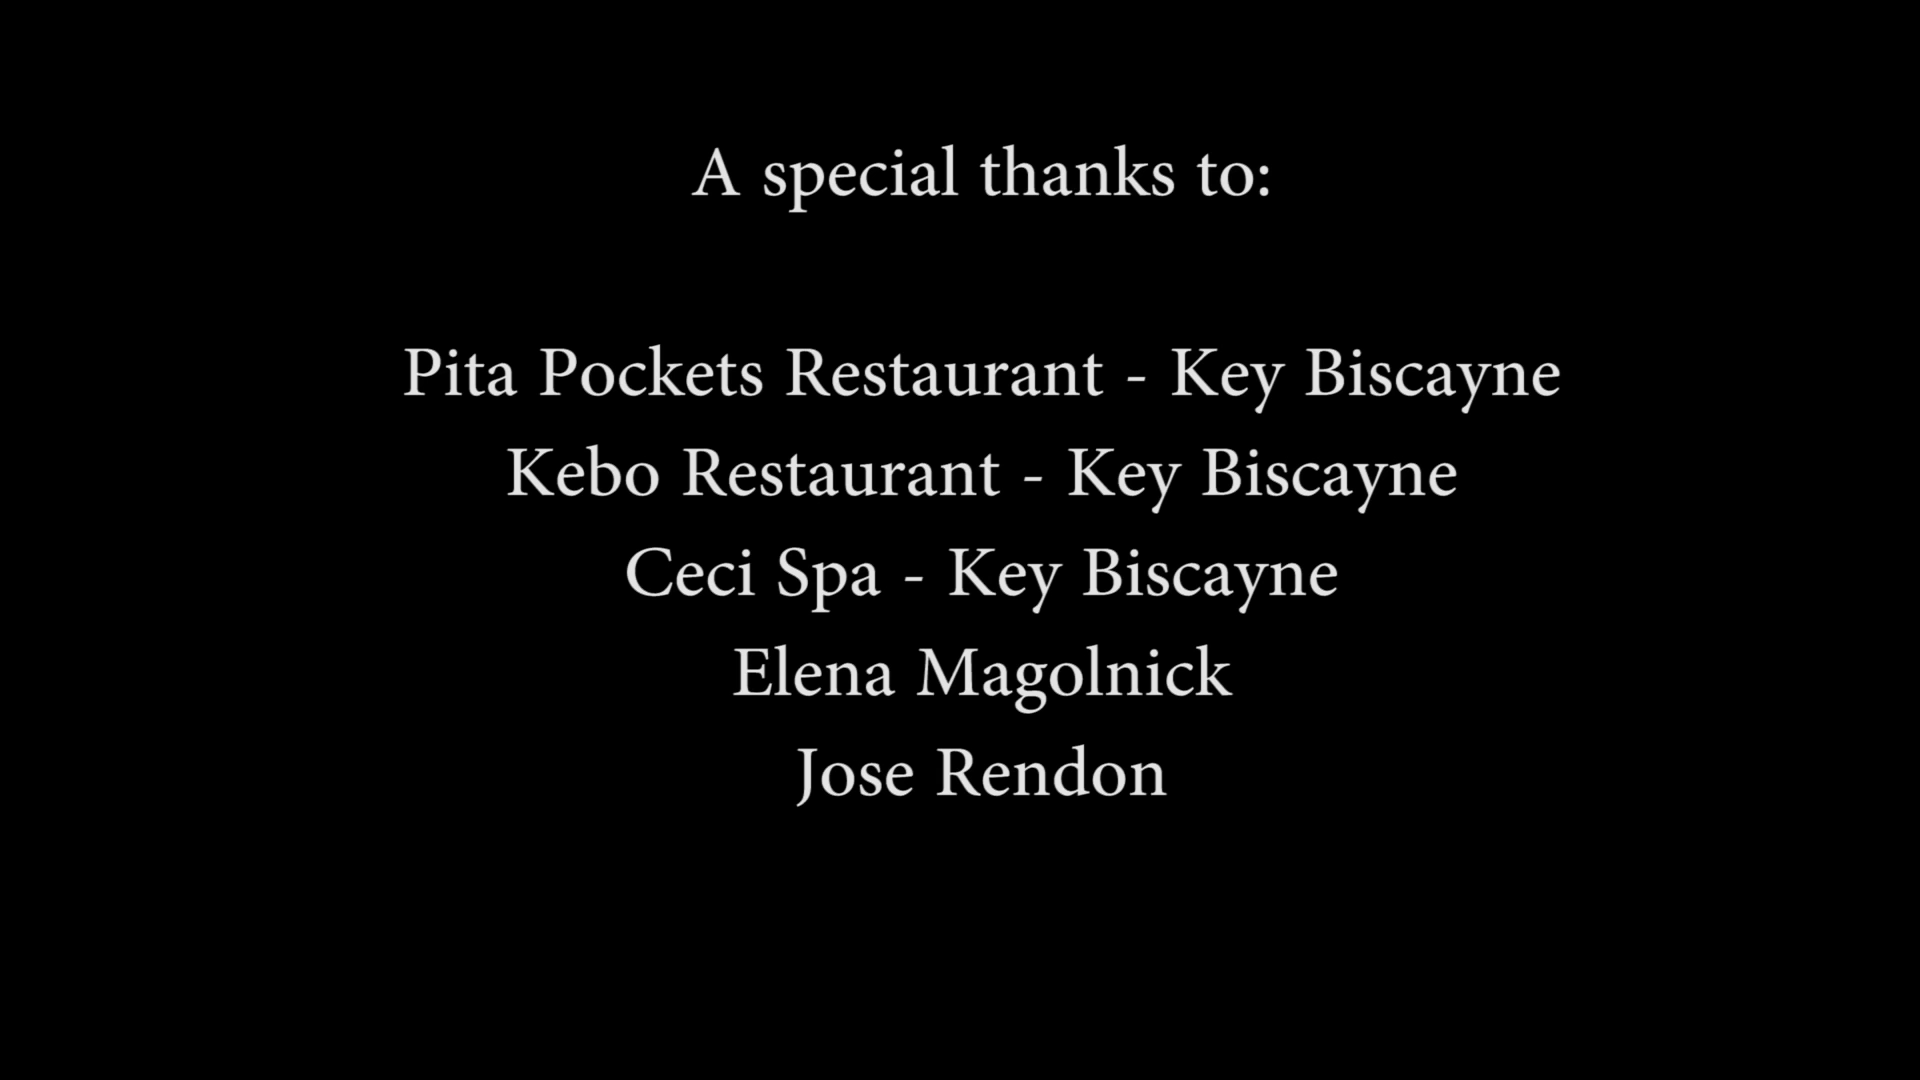 A special thanks to:
Pita Pockets Restaurant - Key Biscayne
Kebo Restaurant - Key Biscayne
Ceci Spa - Key Biscayne
Elena Magolnick
Jose Rendon